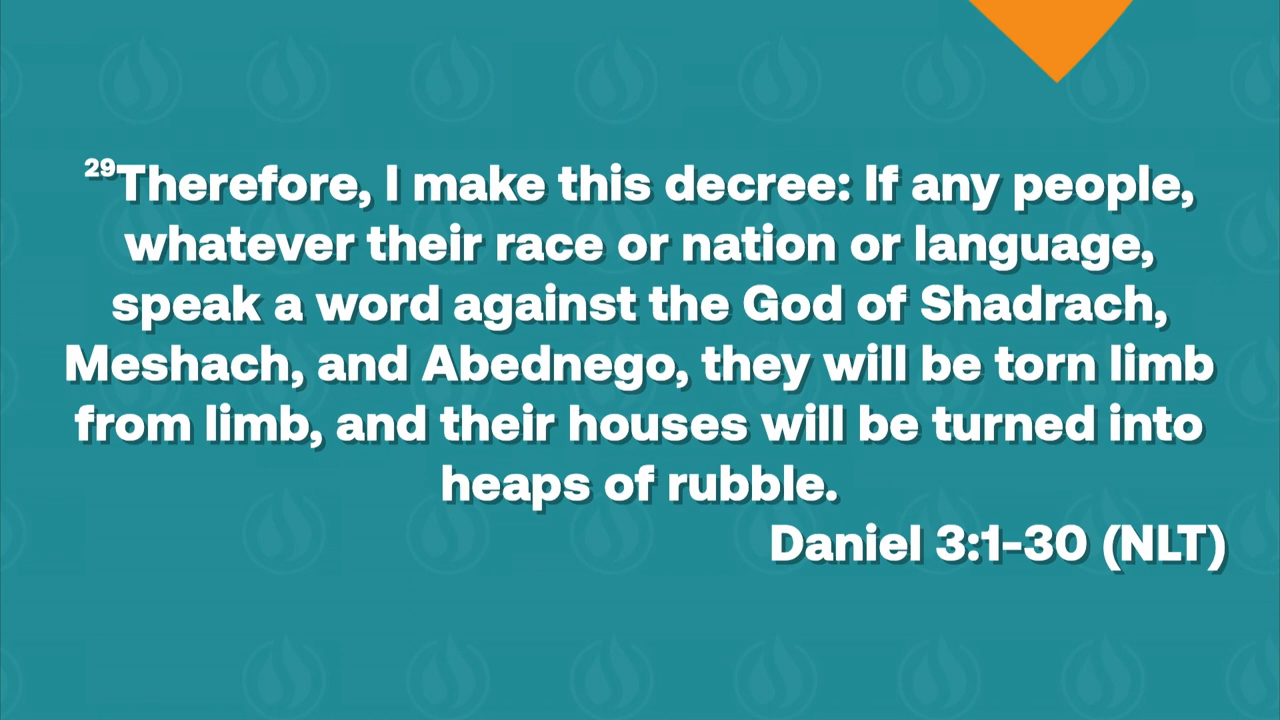 29Therefore, I make this decree: If any people,
whatever their race or nation or language,
speak a word against the God of Shadrach,
Meshach, and Abednego, they will be torn limb
from limb, and their houses will be turned into
heaps of rubble.
Daniel 3:1-30 (NLT)